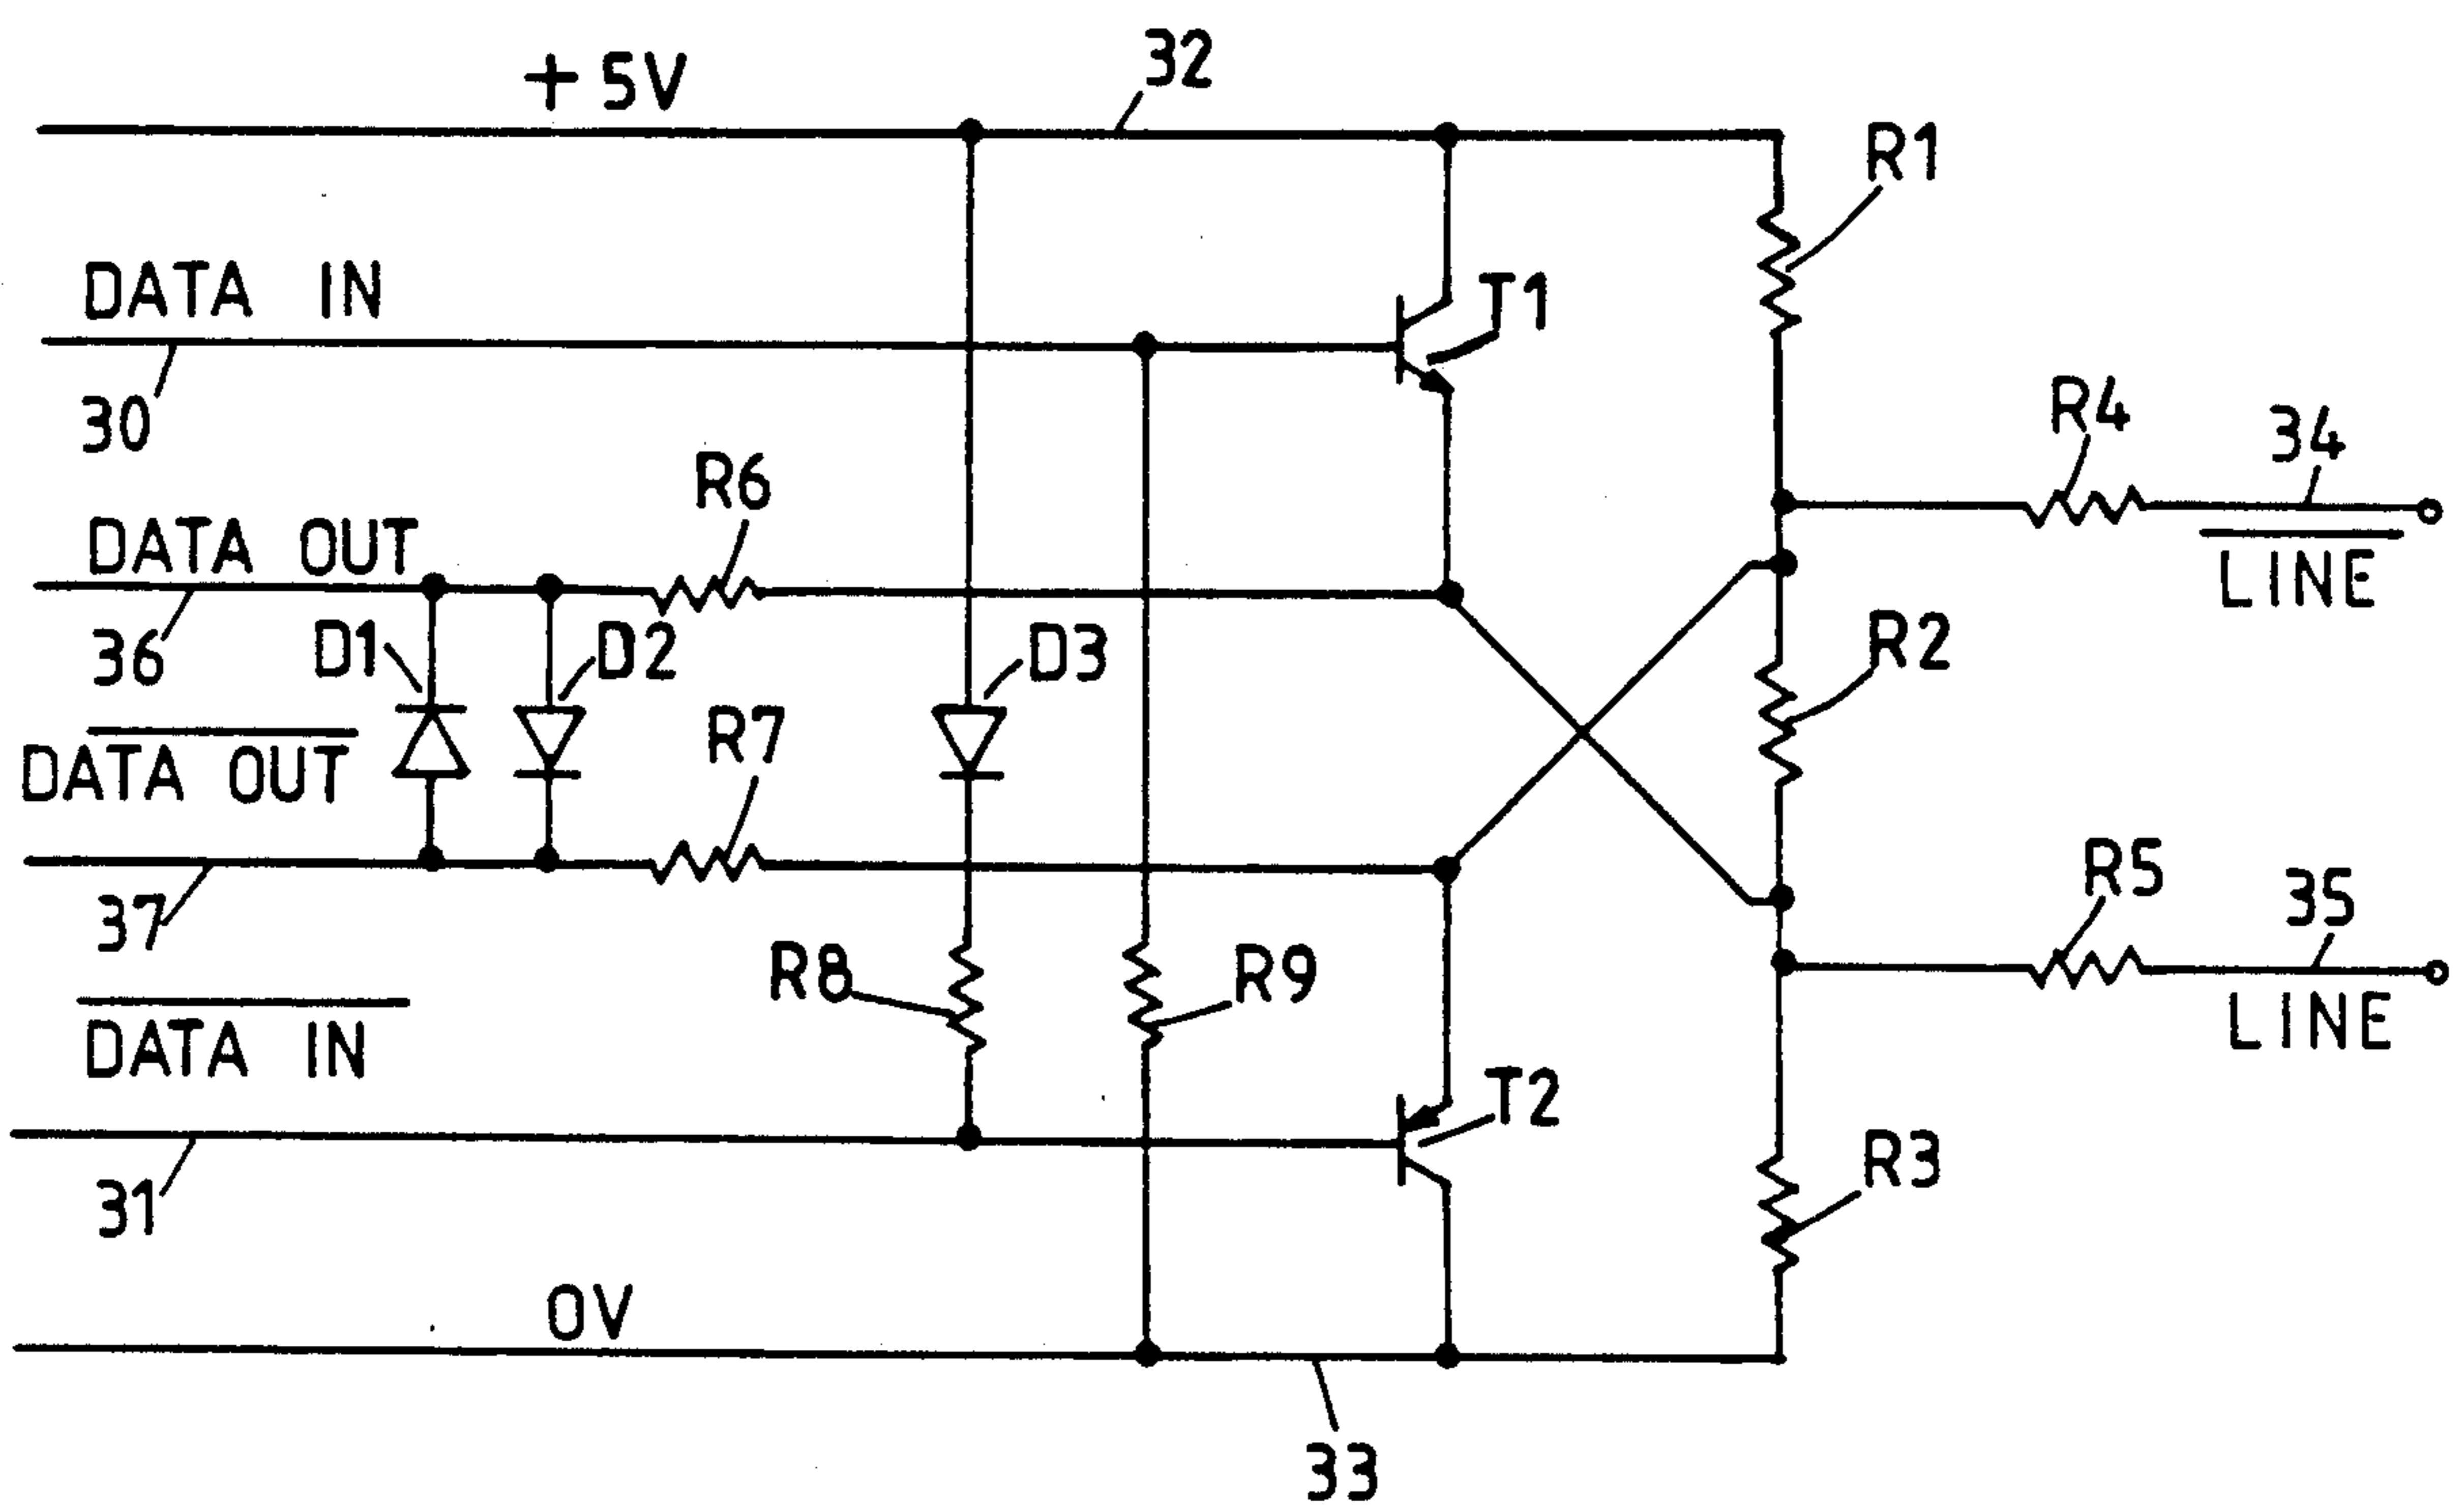 32
+5V
R1
DATA IN
T1
30
R4
34
R6
DATA OUT
LINE
36
D1
D2
D3
R2
DATA OUT
R7
37
R5
35
R8
R9
LINE
DATA IN
T2
31
R3
0V
33